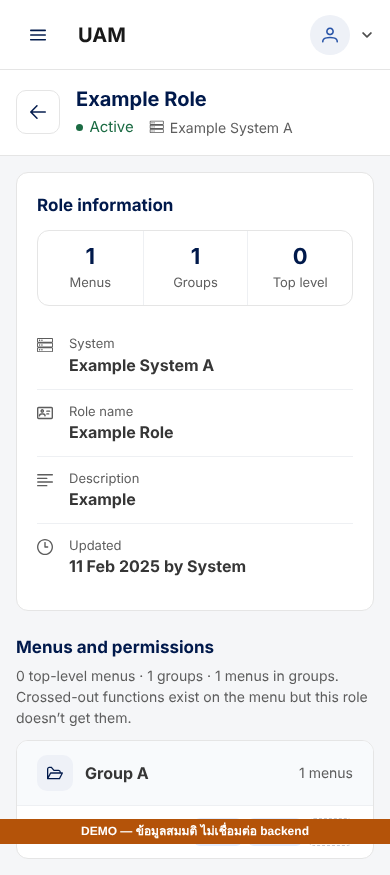 UAM
Example Role
Active
Example System A
Role information
1
Menus
1
Groups
0
Top level
System
Example System A
Role name
Example Role
Description
Example
Updated
11 Feb 2025 by System
Menus and permissions
0 top-level menus · 1 groups · 1 menus in groups.
Crossed-out functions exist on the menu but this role
doesn’t get them.
Group A
1 menus
DEMO — ข้อมูลสมมติ ไม่เชื่อมต่อ backend